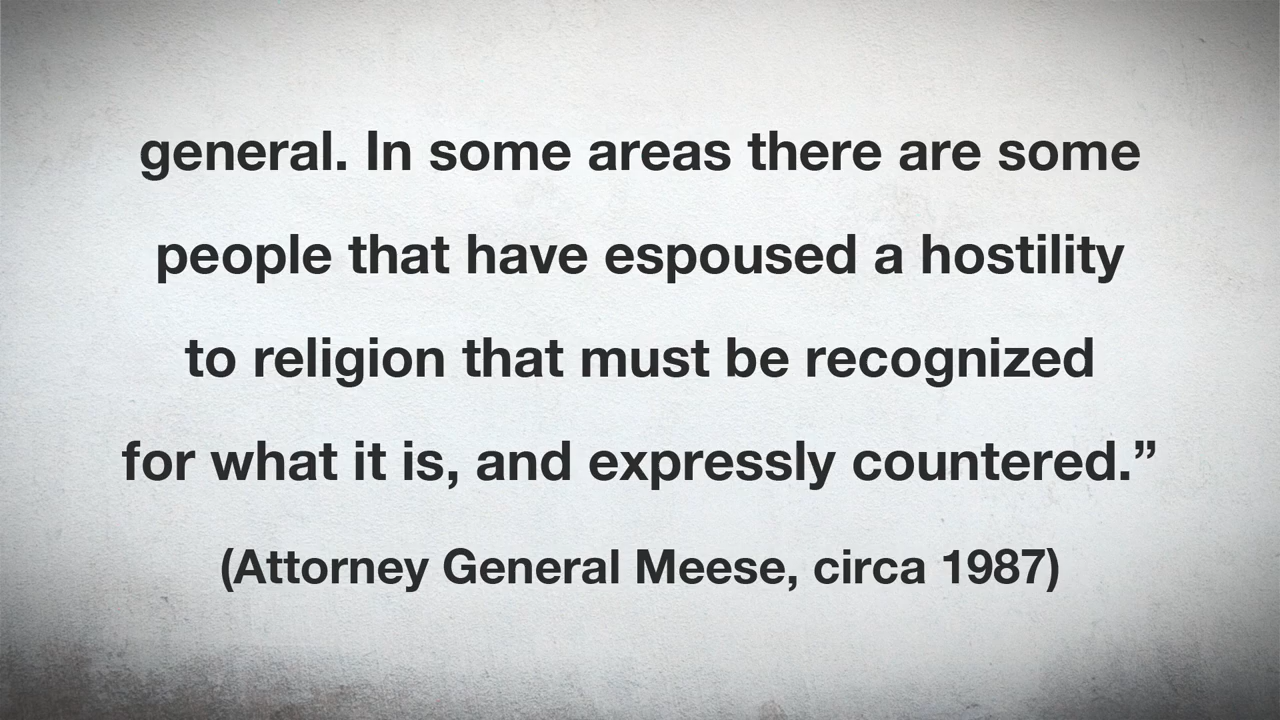 general. In some areas there are some
people that have espoused a hostility
to religion that must be recognized
for what it is, and expressly countered.”
(Attorney General Meese, circa 1987)